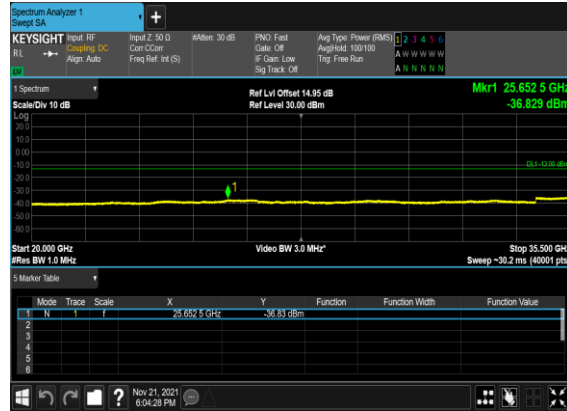 Spectrum Analyzer 1
Swept SA
+
KEYSIGHT Input: RF Input Z: 50 Ω #Atten: 30 dB PNO: Fast Avg Type: Power (RMS) 1 2 3 4 5 6
RL Coupling: DC Corr CCorr Gate: Off Avg|Hold: 100/100 A W W W W W
Align: Auto Freq Ref: Int (S) IF Gain: Low Trig: Free Run
Sig Track: Off A N N N N N
1 Spectrum Ref Lvl Offset 14.95 dB Mkr1 25.652 5 GHz
Scale/Div 10 dB Ref Level 30.00 dBm -36.829 dBm
Log
20.0
10.0
0.00
-10.0 DL1 -13.00 dBm
-20.0
-30.0 1
-40.0
-50.0
-60.0
Start 20.000 GHz Video BW 3.0 MHz* Stop 35.500 GHz
#Res BW 1.0 MHz Sweep ~30.2 ms (40001 pts)
5 Marker Table
Mode Trace Scale X Y Function Function Width Function Value
1 N 1 f 25.652 5 GHz -36.83 dBm
2
3
4
5
6
? Nov 21, 2021
6:04:28 PM